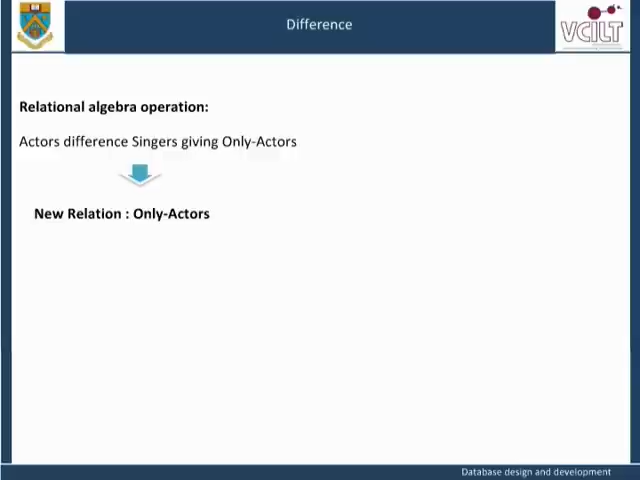 Difference
VCILT
Relational algebra operation:
Actors difference Singers giving Only-Actors
New Relation : Only-Actors
Database design and development